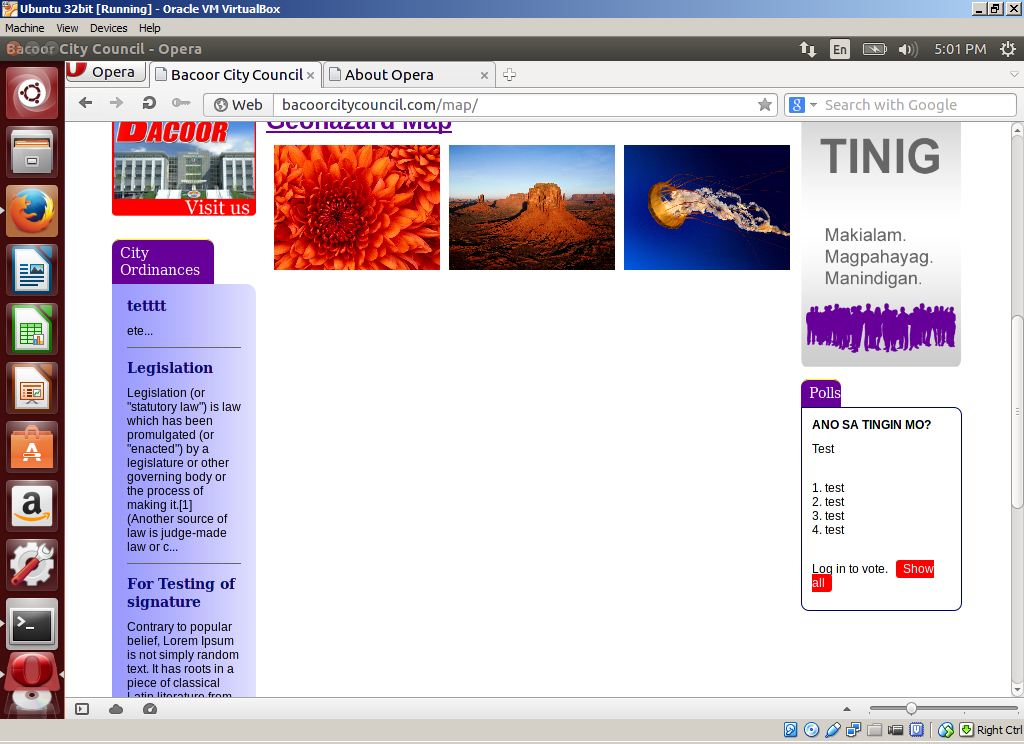 Ubuntu 32bit [Running] - Oracle VM VirtualBox
Machine View Devices Help
Bacoor City Council - Opera
En
5:01 PM
Opera
Bacoor City Council
About Opera
Web
bacoorcitycouncil.com/map/
8
Search with Google
BACOOR
Visit us
Geohazard Map
City
Ordinances
tetttt
ete...
Legislation
Legislation (or
"statutory law") is law
which has been
promulgated (or
"enacted") by a
legislature or other
governing body or
the process of
making it.[1]
(Another source of
law is judge-made
law or c...
For Testing of
signature
Contrary to popular
belief, Lorem Ipsum
is not simply random
text. It has roots in a
piece of classical
Latin literature from
TINIG
Makialam.
Magpahayag.
Manindigan.
Polls
ANO SA TINGIN MO?
Test
1. test
2. test
3. test
4. test
Log in to vote. Show
all
Right Ctrl